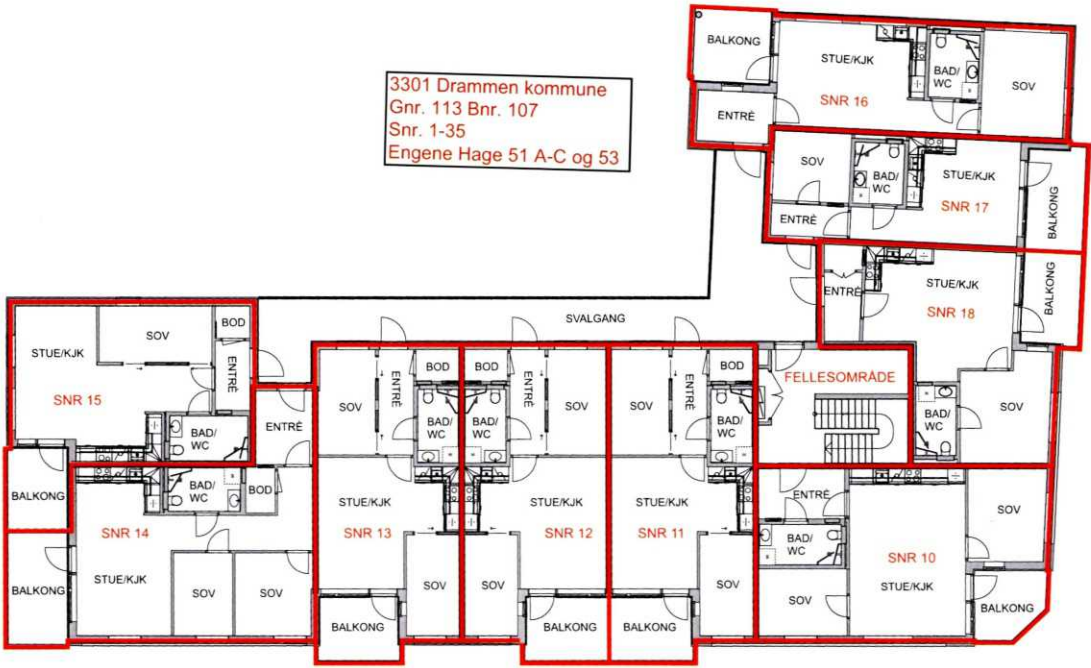 3301 Drammen kommune
Gnr. 113 Bnr. 107
Snr. 1-35
Engene Hage 51 A-C og 53
BALKONG
STUE/KJK
BAD/
WC
SOV
SNR 16
ENTRÉ
SOV
BAD/
WC
STUE/KJK
SNR 17
ENTRÉ
BALKONG
ENTRÉ
STUE/KJK
SNR 18
BALKONG
BAD/
WC
SOV
SVALGANG
FELLESOMRÅDE
STUE/KJK
SOV
BOD
ENTRÉ
SNR 15
BAD/
WC
BALKONG
ENTRÉ
BAD/
WC
BOD
SNR 14
STUE/KJK
SOV
SOV
BALKONG
SOV
ENTRÉ
BOD
BAD/
WC
STUE/KJK
SNR 13
SOV
BALKONG
BOD
ENTRÉ
SOV
BAD/
WC
STUE/KJK
SNR 12
SOV
BALKONG
SOV
ENTRÉ
BOD
BAD/
WC
STUE/KJK
SNR 11
SOV
BALKONG
ENTRÉ
SOV
BAD/
WC
SNR 10
STUE/KJK
SOV
BALKONG